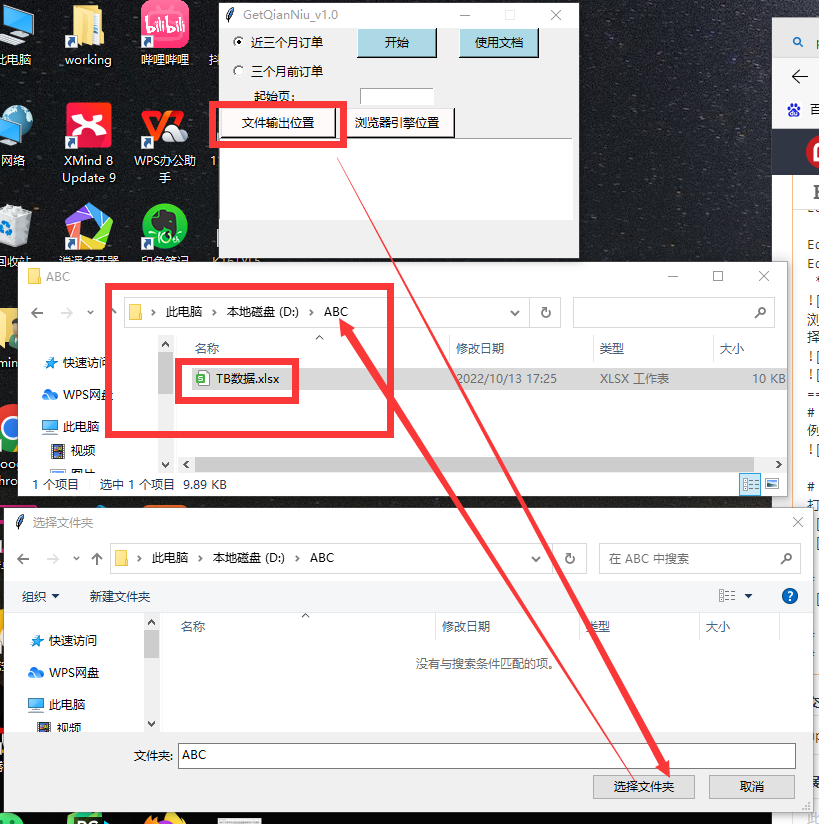 GetQianNiu_v1.0
近三个月订单
开始
使用文档
三个月前订单
起始页:
文件输出位置
浏览器引擎位置
此电脑
working
哔哩哔哩
网络
XMind 8
Update 9
WPS办公助
手
回收站
ABC
此电脑
本地磁盘 (D:)
ABC
名称
修改日期
类型
大小
快速访问
TB数据.xlsx
2022/10/13 17:25
XLSX 工作表
10 KB
WPS网盘
此电脑
视频
图片
1 个项目
选中 1 个项目 9.89 KB
选择文件夹
此电脑
本地磁盘 (D:)
ABC
在 ABC 中搜索
组织
新建文件夹
名称
修改日期
类型
大小
快速访问
没有与搜索条件匹配的项。
WPS网盘
此电脑
视频
文件夹:
ABC
选择文件夹
取消